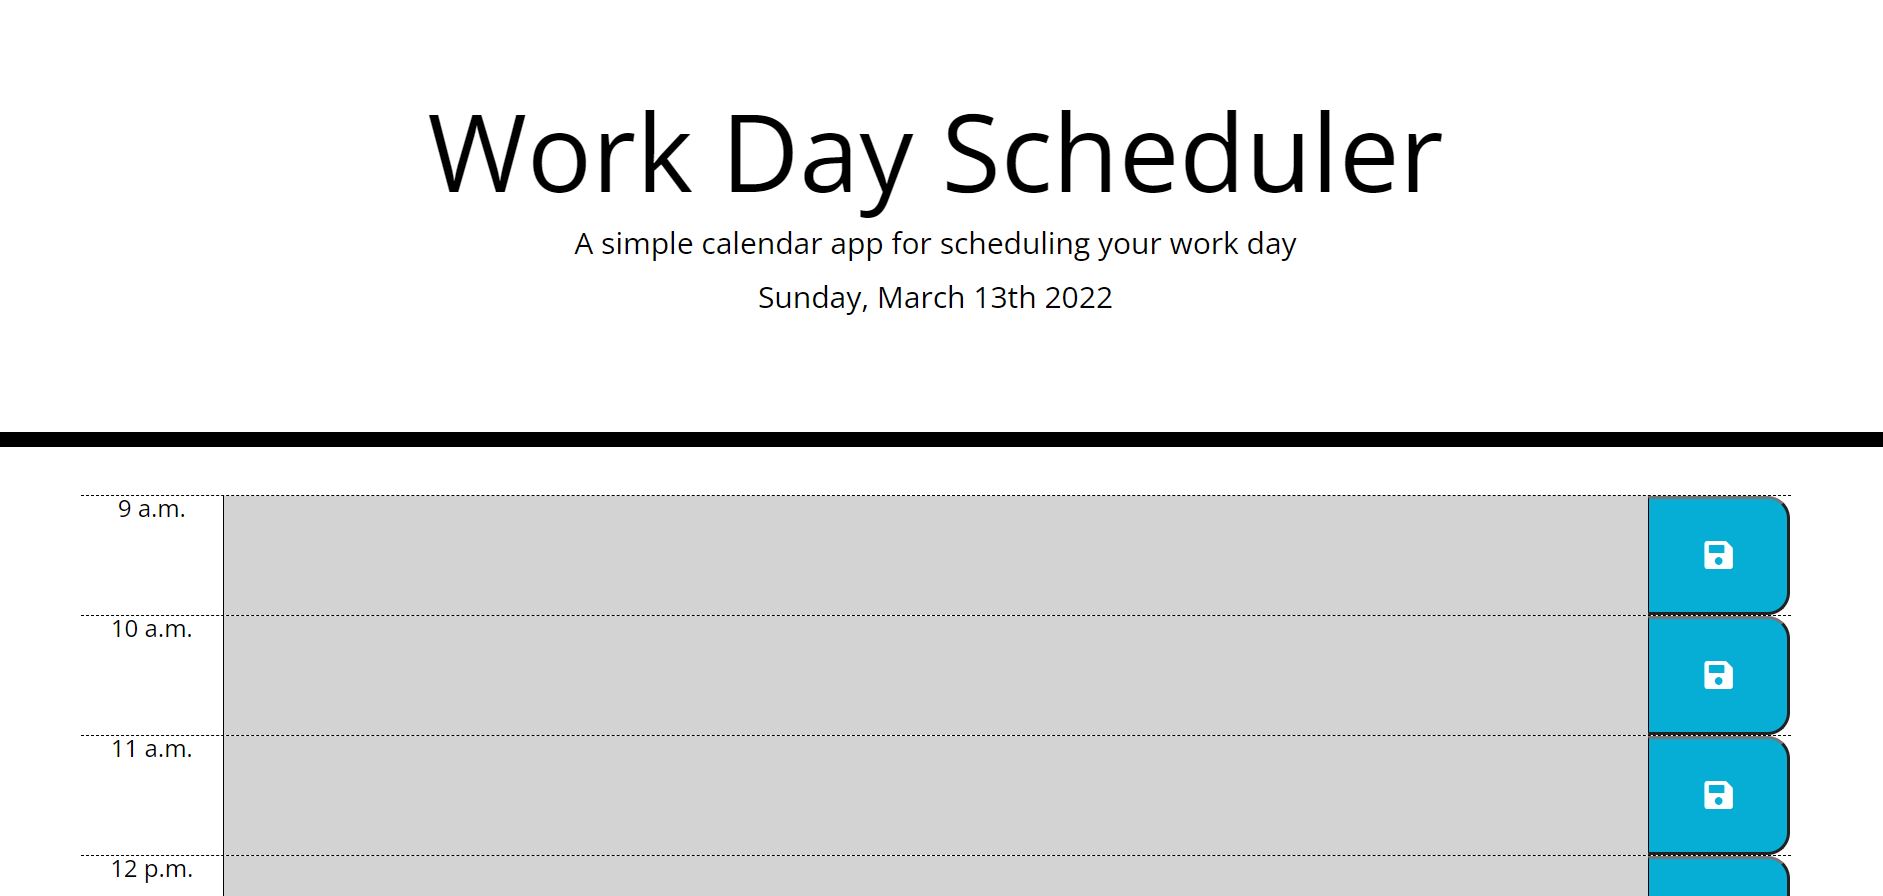 Work Day Scheduler
A simple calendar app for scheduling your work day
Sunday, March 13th 2022
9 a.m.
10 a.m.
11 a.m.
12 p.m.